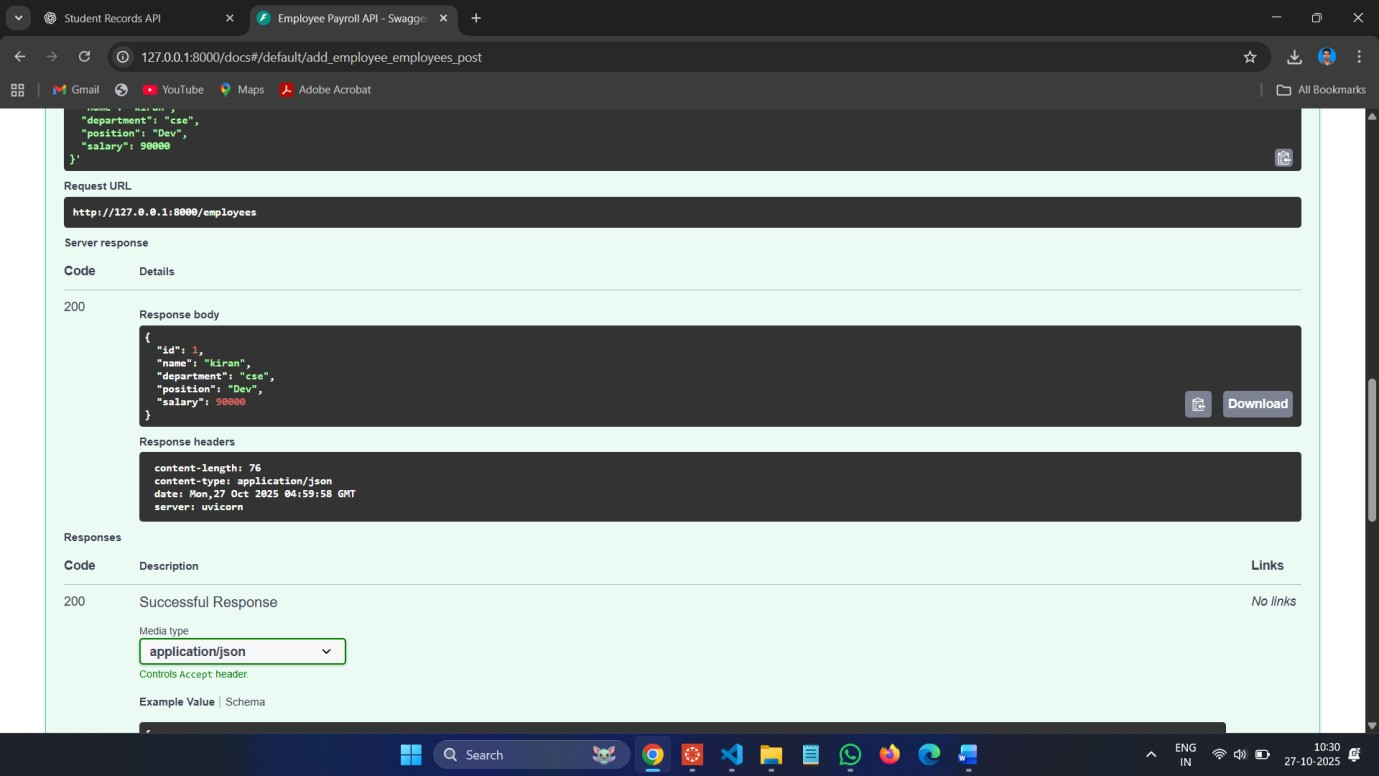 Student Records API
Employee Payroll API - Swagger
127.0.0.1:8000/docs#/default/add_employee_employees_post
Gmail
YouTube
Maps
Adobe Acrobat
All Bookmarks
"name": "kiran",
"department": "cse",
"position": "Dev",
"salary": 90000
}'
Request URL
http://127.0.0.1:8000/employees
Server response
Code Details
200
Response body
{
"id": 1,
"name": "kiran",
"department": "cse",
"position": "Dev",
"salary": 90000
}
Download
Response headers
content-length: 76
content-type: application/json
date: Mon,27 Oct 2025 04:59:58 GMT
server: uvicorn
Responses
Code Description Links
200 Successful Response No links
Media type
application/json
Controls Accept header.
Example Value Schema
{
Search
ENG
IN
10:30
27-10-2025